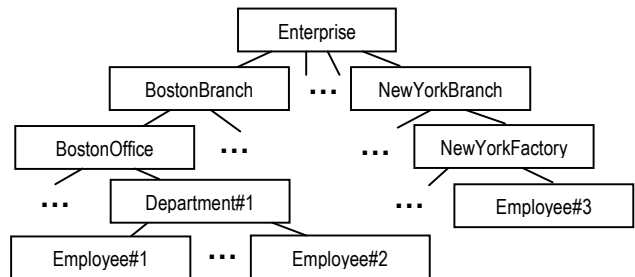 Enterprise
BostonBranch ... NewYorkBranch
BostonOffice ... ... NewYorkFactory
... Department#1 ... Employee#3
Employee#1 ... Employee#2